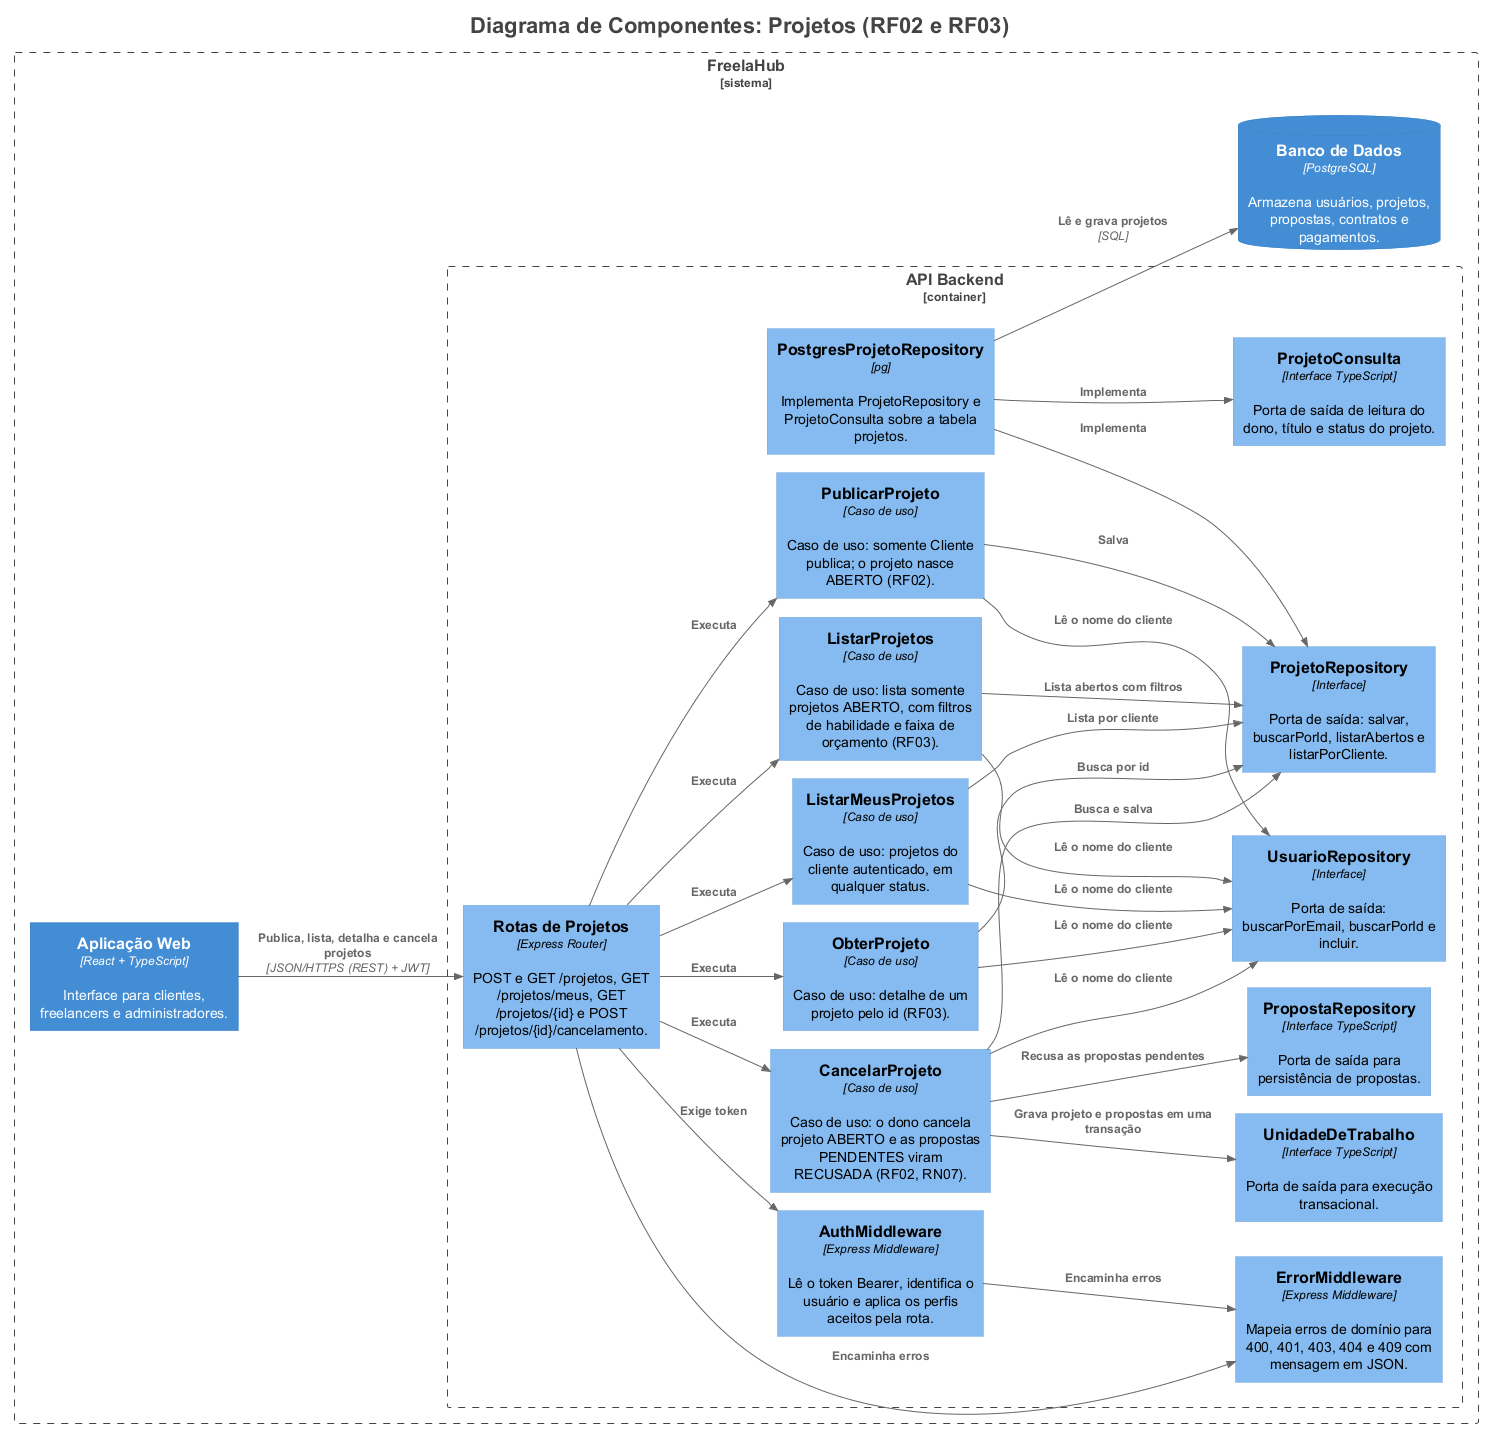 Diagrama de Componentes: Projetos (RF02 e RF03)
FreelaHub
[sistema]
Banco de Dados
[PostgreSQL]
Armazena usuários, projetos,
propostas, contratos e
pagamentos.
Lê e grava projetos
[SQL]
API Backend
[container]
PostgresProjetoRepository
[pg]
Implementa ProjetoRepository e
ProjetoConsulta sobre a tabela
projetos.
Implementa
Implementa
ProjetoConsulta
[Interface TypeScript]
Porta de saída de leitura do
dono, título e status do projeto.
PublicarProjeto
[Caso de uso]
Caso de uso: somente Cliente
publica; o projeto nasce
ABERTO (RF02).
Salva
Lê o nome do cliente
Executa
ListarProjetos
[Caso de uso]
Caso de uso: lista somente
projetos ABERTO, com filtros
de habilidade e faixa de
orçamento (RF03).
Lista abertos com filtros
Lista por cliente
Busca por id
Busca e salva
ProjetoRepository
[Interface]
Porta de saída: salvar,
buscarPorId, listarAbertos e
listarPorCliente.
Executa
ListarMeusProjetos
[Caso de uso]
Caso de uso: projetos do
cliente autenticado, em
qualquer status.
Lê o nome do cliente
Lê o nome do cliente
Lê o nome do cliente
Lê o nome do cliente
UsuarioRepository
[Interface]
Porta de saída:
buscarPorEmail, buscarPorId e
incluir.
Executa
Aplicação Web
[React + TypeScript]
Interface para clientes,
freelancers e administradores.
Publica, lista, detalha e cancela
projetos
[JSON/HTTPS (REST) + JWT]
Rotas de Projetos
[Express Router]
POST e GET /projetos, GET
/projetos/meus, GET
/projetos/{id} e POST
/projetos/{id}/cancelamento.
Executa
ObterProjeto
[Caso de uso]
Caso de uso: detalhe de um
projeto pelo id (RF03).
PropostaRepository
[Interface TypeScript]
Porta de saída para
persistência de propostas.
Executa
CancelarProjeto
[Caso de uso]
Caso de uso: o dono cancela
projeto ABERTO e as propostas
PENDENTES viram
RECUSADA (RF02, RN07).
Recusa as propostas pendentes
Grava projeto e propostas em uma
transação
UnidadeDeTrabalho
[Interface TypeScript]
Porta de saída para execução
transacional.
Exige token
AuthMiddleware
[Express Middleware]
Lê o token Bearer, identifica o
usuário e aplica os perfis
aceitos pela rota.
Encaminha erros
Encaminha erros
ErrorMiddleware
[Express Middleware]
Mapeia erros de domínio para
400, 401, 403, 404 e 409 com
mensagem em JSON.